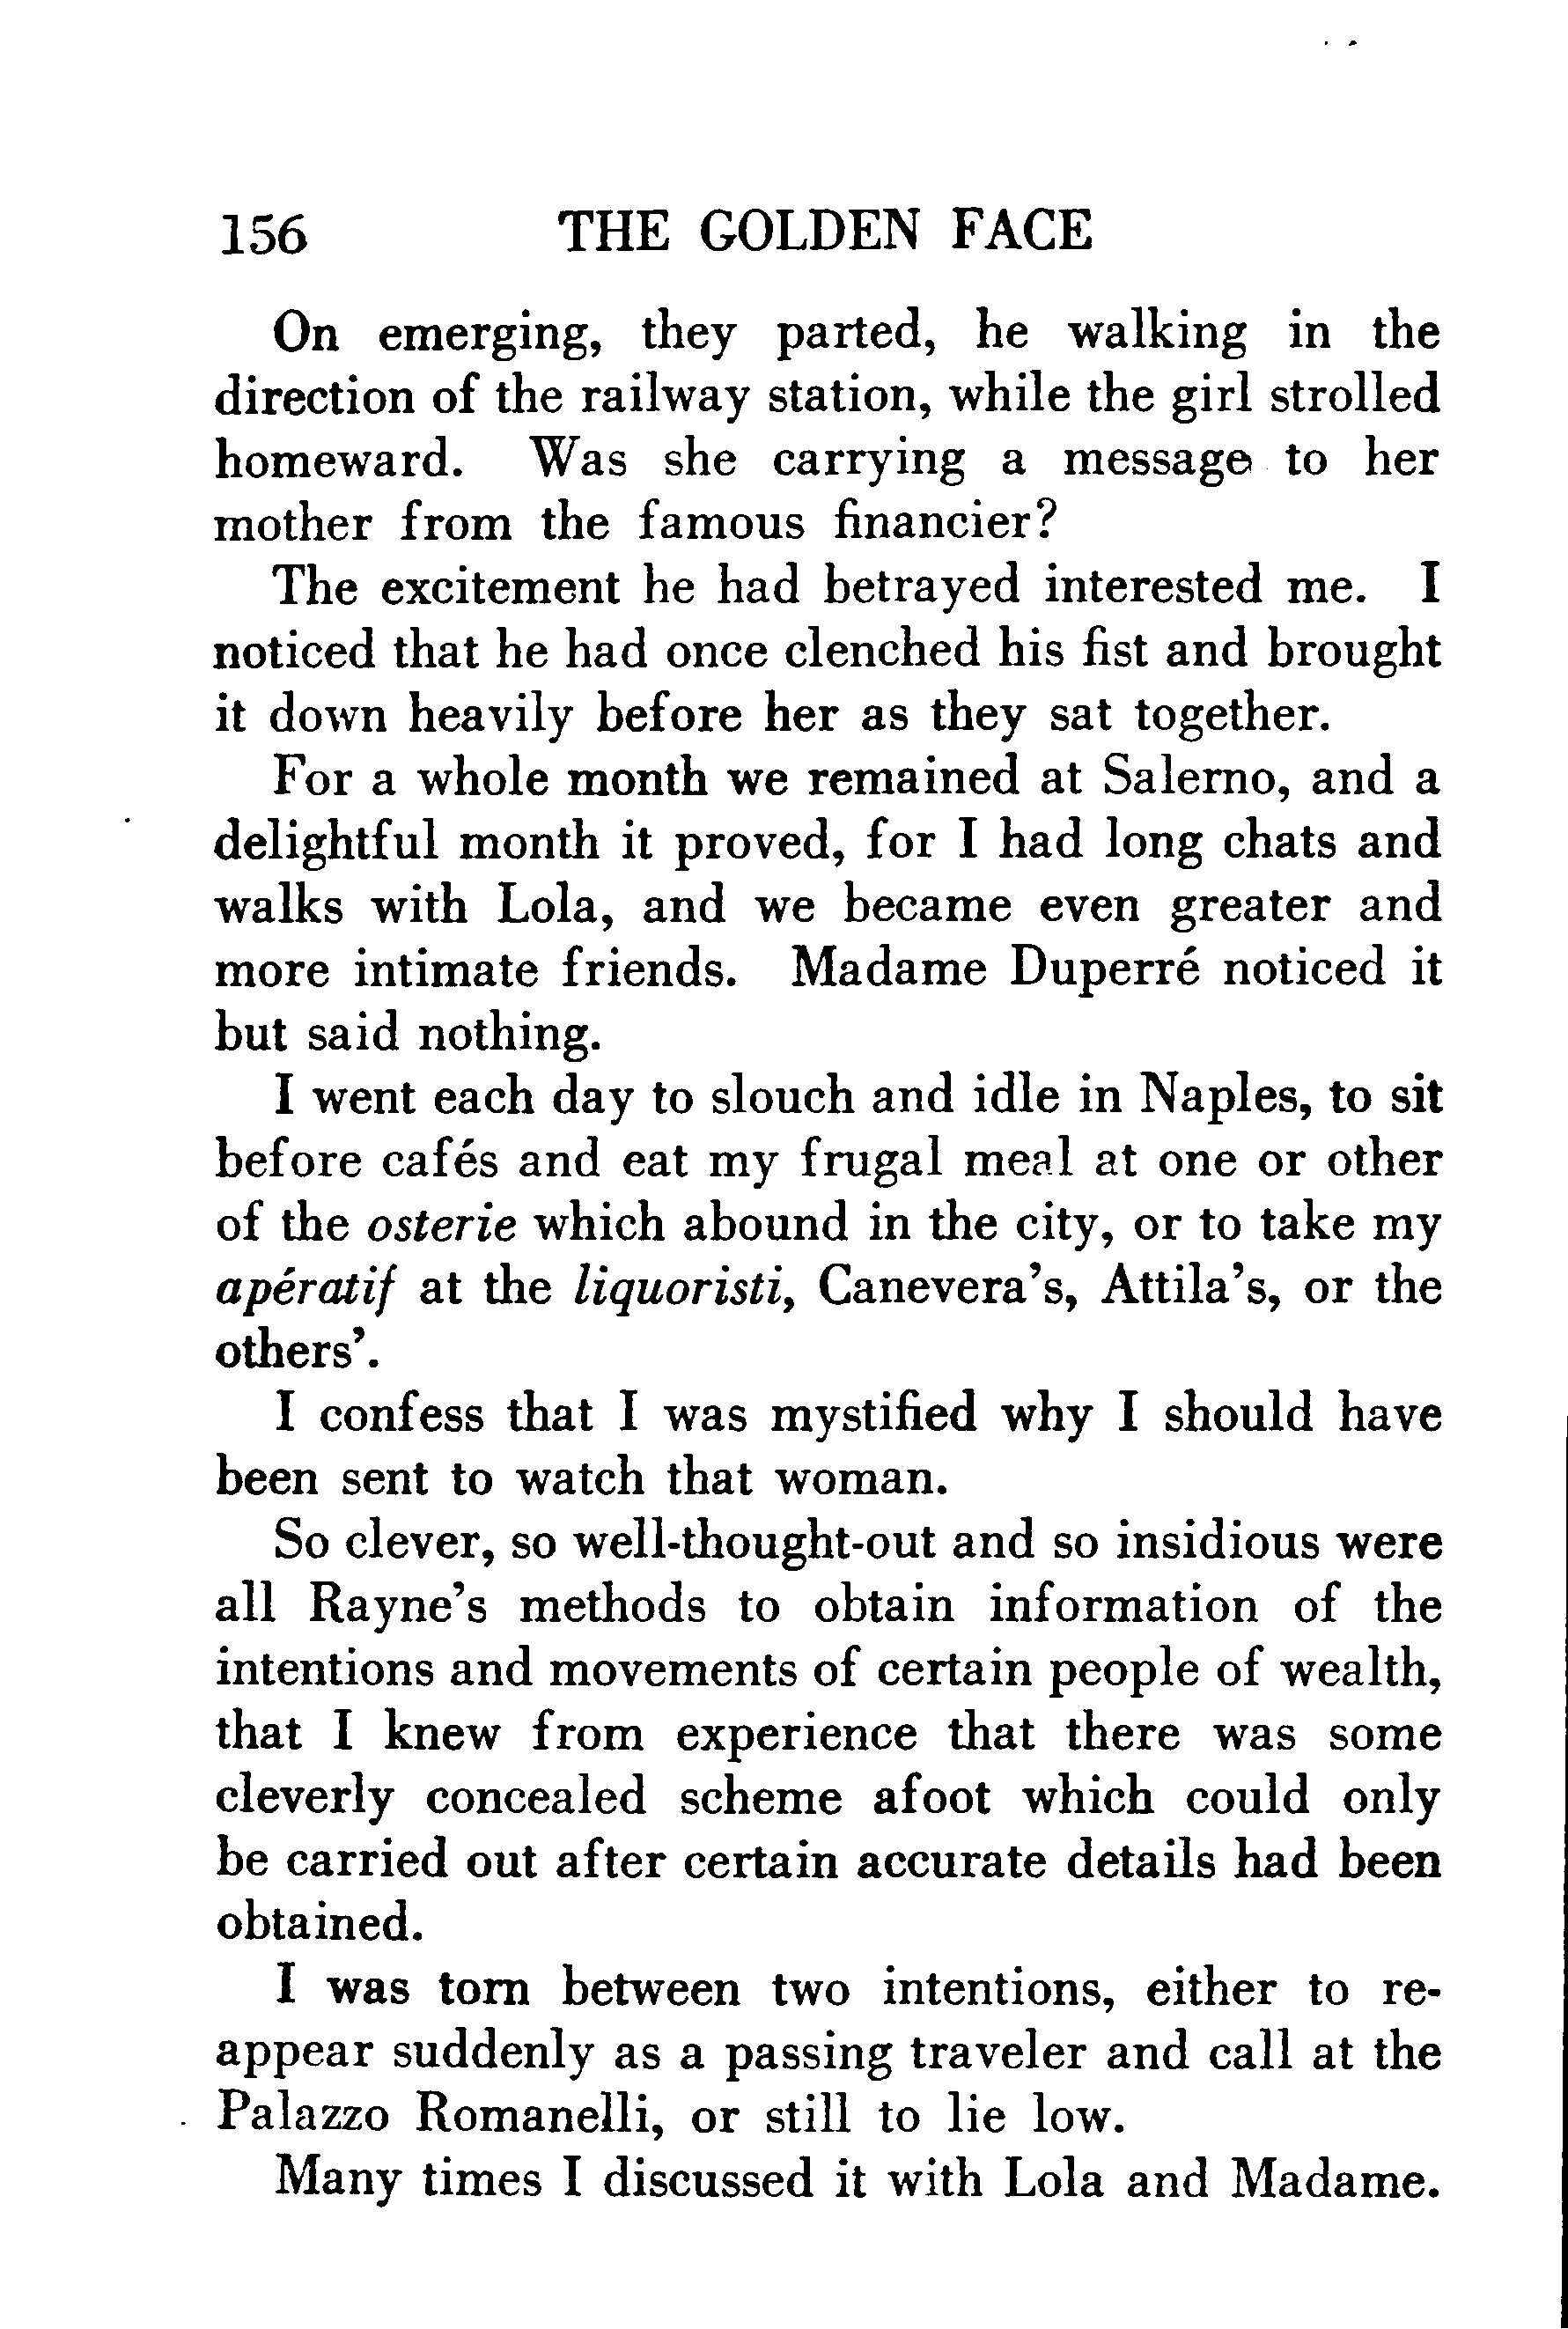 156 THE GOLDEN FACE
On emerging, they parted, he walking in the
direction of the railway station, while the girl strolled
homeward. Was she carrying a message to her
mother from the famous financier?
The excitement he had betrayed interested me. I
noticed that he had once clenched his fist and brought
it down heavily before her as they sat together.
For a whole month we remained at Salerno, and a
delightful month it proved, for I had long chats and
walks with Lola, and we became even greater and
more intimate friends. Madame Duperré noticed it
but said nothing.
I went each day to slouch and idle in Naples, to sit
before cafés and eat my frugal meal at one or other
of the osterie which abound in the city, or to take my
apératif at the liquoristi, Canevera's, Attila's, or the
others'.
I confess that I was mystified why I should have
been sent to watch that woman.
So clever, so well-thought-out and so insidious were
all Rayne's methods to obtain information of the
intentions and movements of certain people of wealth,
that I knew from experience that there was some
cleverly concealed scheme afoot which could only
be carried out after certain accurate details had been
obtained.
I was torn between two intentions, either to re-
appear suddenly as a passing traveler and call at the
Palazzo Romanelli, or still to lie low.
Many times I discussed it with Lola and Madame.